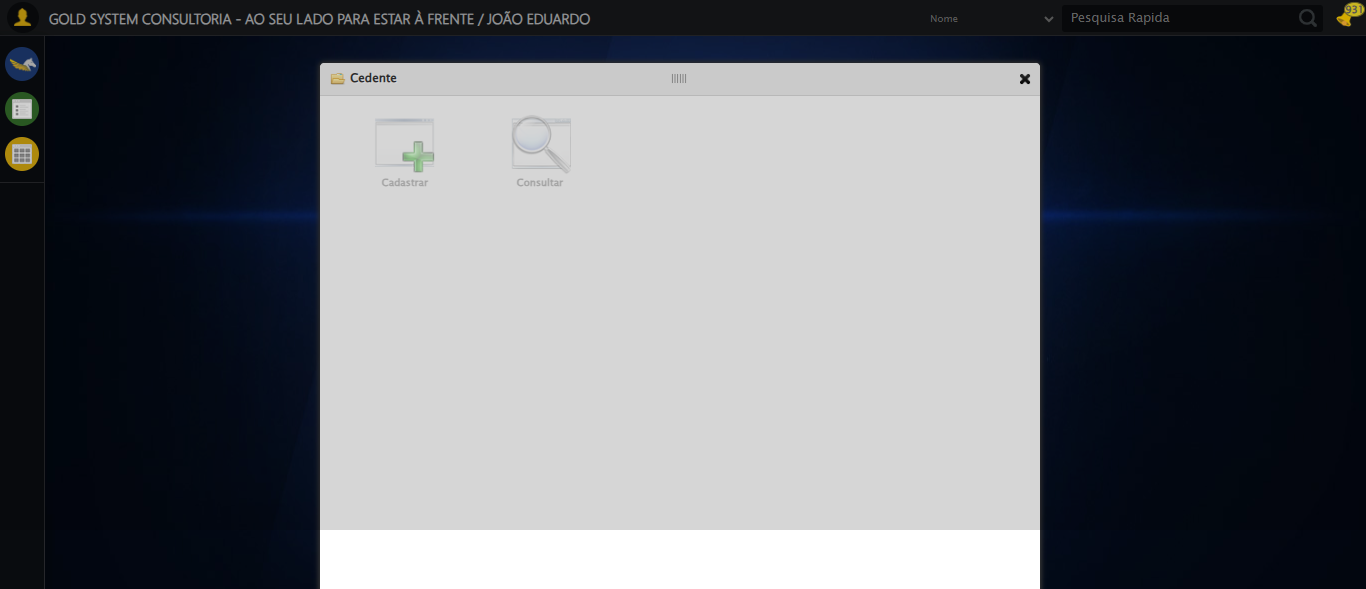 GOLD SYSTEM CONSULTORIA - AO SEU LADO PARA ESTAR À FRENTE / JOÃO EDUARDO
Nome
Pesquisa Rapida
931
Cedente
Cadastrar
Consultar